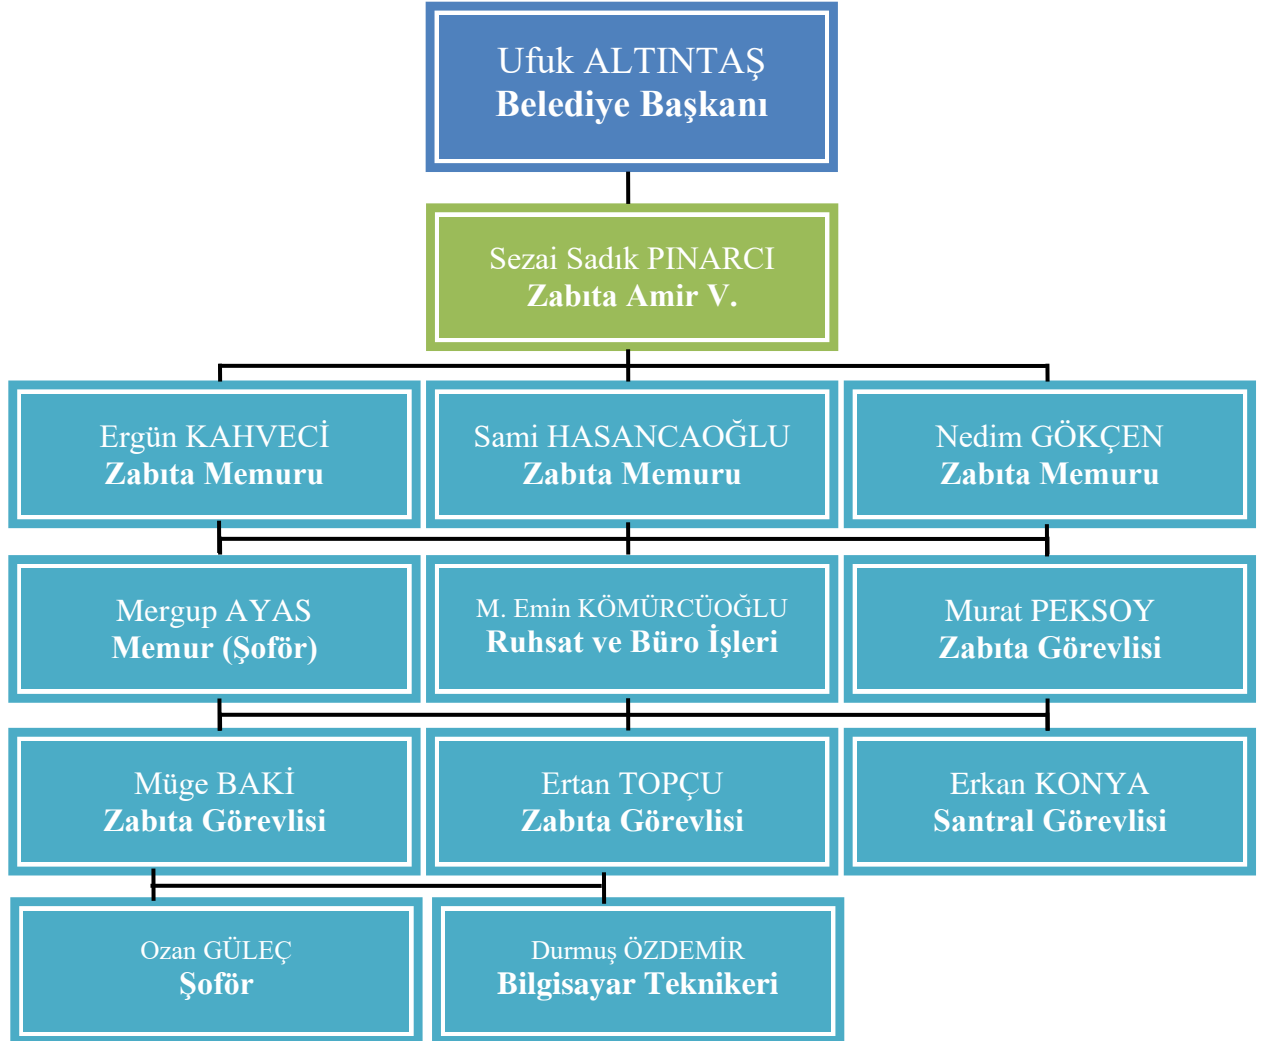 Ufuk ALTINTAŞ
Belediye Başkanı
Sezai Sadık PINARCI
Zabıta Amir V.
Ergün KAHVECİ
Zabıta Memuru
Sami HASANCAOĞLU
Zabıta Memuru
Nedim GÖKÇEN
Zabıta Memuru
Mergup AYAS
Memur (Şoför)
M. Emin KÖMÜRCÜOĞLU
Ruhsat ve Büro İşleri
Murat PEKSOY
Zabıta Görevlisi
Müge BAKİ
Zabıta Görevlisi
Ertan TOPÇU
Zabıta Görevlisi
Erkan KONYA
Santral Görevlisi
Ozan GÜLEÇ
Şoför
Durmuş ÖZDEMİR
Bilgisayar Teknikeri